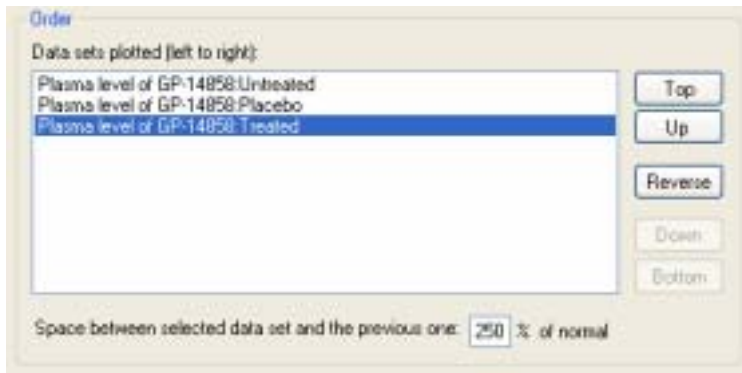 Order
Data sets plotted (left to right):
Plasma level of GP-14858:Untreated
Plasma level of GP-14858:Placebo
Plasma level of GP-14858:Treated
Top
Up
Reverse
Down
Bottom
Space between selected data set and the previous one: 250 % of normal